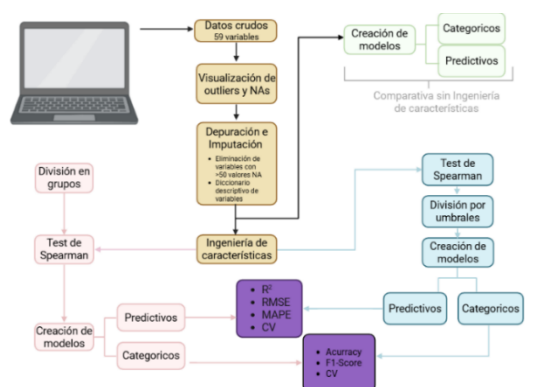 Datos crudos
59 variables
Visualización de
outliers y NAs
Depuración e
Imputación
• Eliminación de
variables con
>50 valores NA
• Diccionario
descriptivo de
variables
Ingeniería de
características
Creación de
modelos
Categoricos
Predictivos
Comparativa sin Ingeniería
de características
División en
grupos
Test de
Spearman
Creación de
modelos
Predictivos
Categoricos
• R²
• RMSE
• MAPE
• CV
• Acurracy
• F1-Score
• CV
Test de
Spearman
División por
umbrales
Creación de
modelos
Predictivos
Categoricos